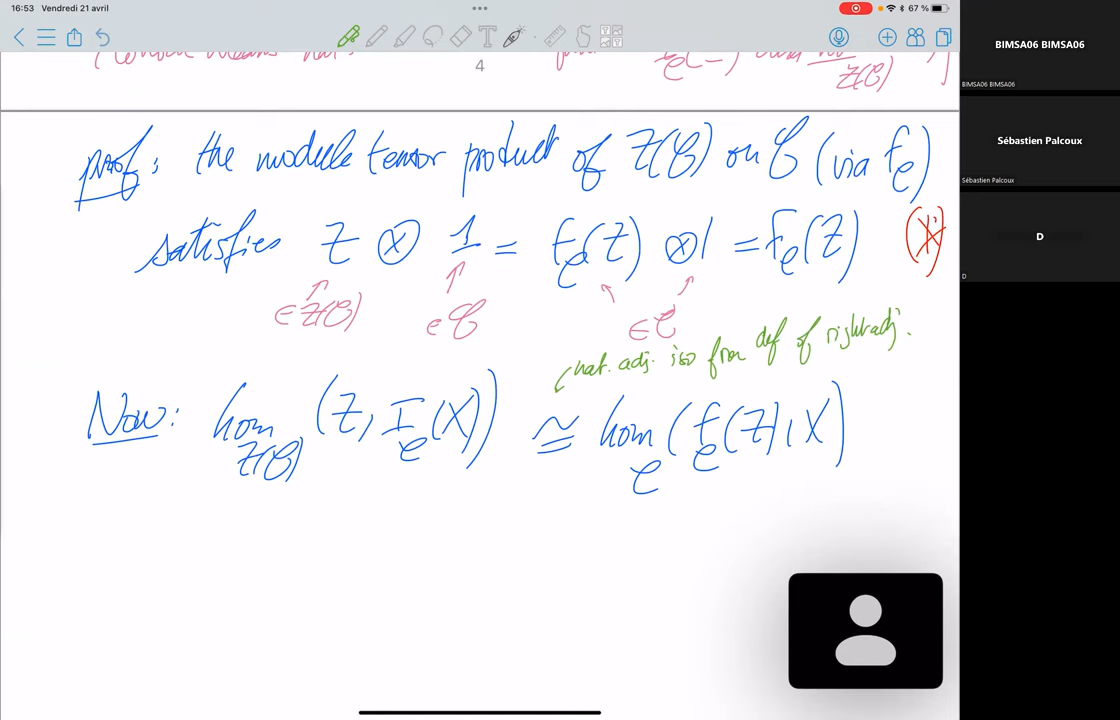 16:53 Vendredi 21 avril
67 %
4
Z(C)
proof: the module tensor product of Z(C) on C (via F_C)
satisfies Z ⊗ 1 = F_C(Z) ⊗ 1 = F_C(Z) (*)
∈ Z(C) ∈ C ∈ C
nat. adj. iso from def of right adj.
Now: hom_Z(C) (Z, I_C(X)) ≅ hom_C (F_C(Z), X)
BIMSA06 BIMSA06
BIMSA06 BIMSA06
Sébastien Palcoux
Sébastien Palcoux
D
D